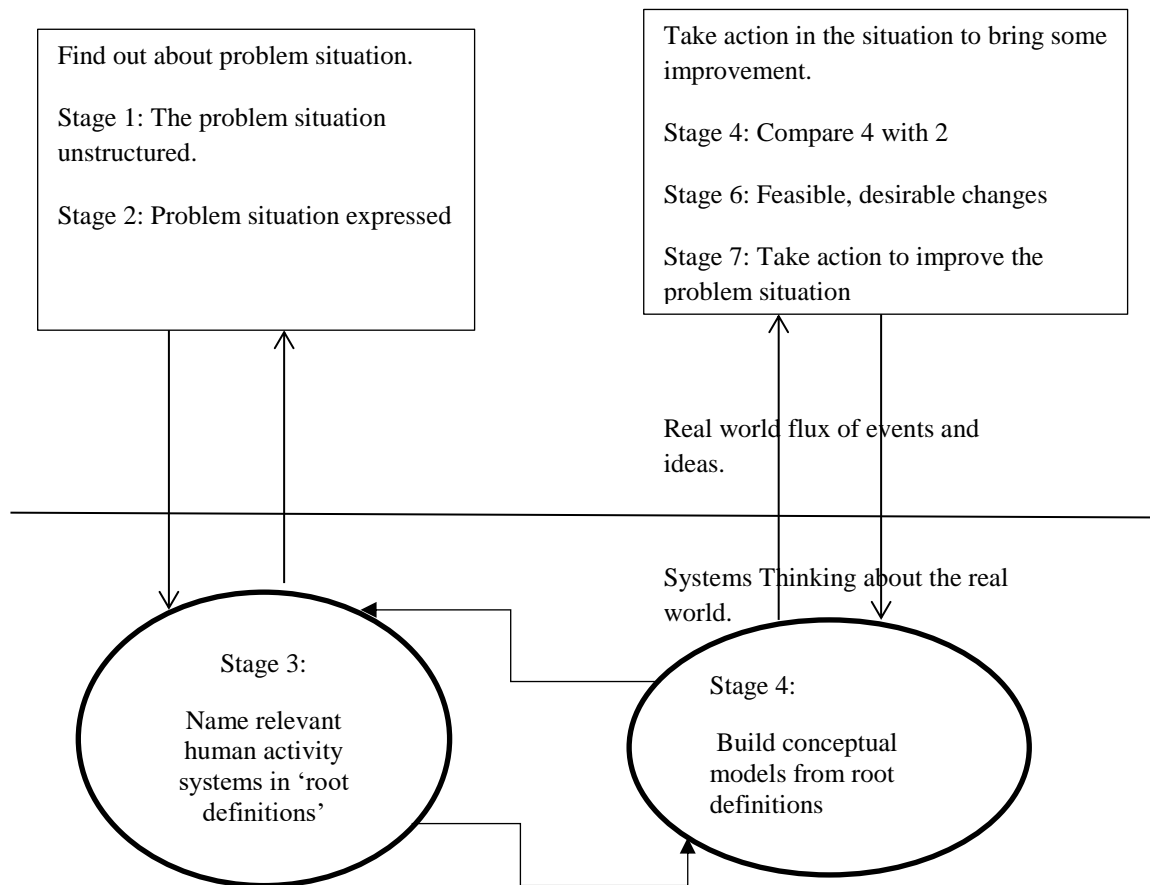 Find out about problem situation.
Stage 1: The problem situation
unstructured.
Stage 2: Problem situation expressed
Take action in the situation to bring some
improvement.
Stage 4: Compare 4 with 2
Stage 6: Feasible, desirable changes
Stage 7: Take action to improve the
problem situation
Real world flux of events and
ideas.
Systems Thinking about the real
world.
Stage 3:
Name relevant
human activity
systems in ‘root
definitions’
Stage 4:
Build conceptual
models from root
definitions